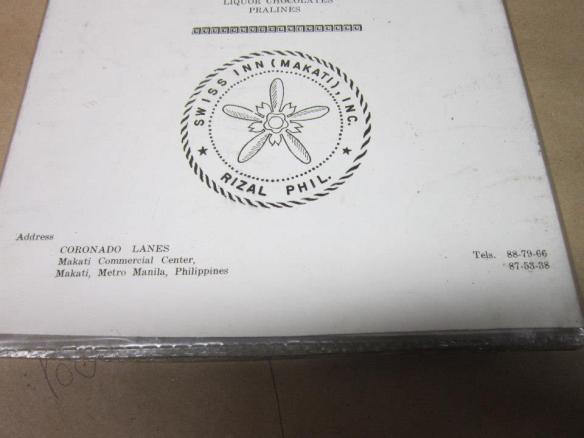 LIQUOR CHOCOLATES
PRALINES
SWISS INN (MAKATI), INC.
★ RIZAL PHIL. ★
Address
CORONADO LANES
Makati Commercial Center,
Makati, Metro Manila, Philippines
Tels. 88-79-66
87-53-38